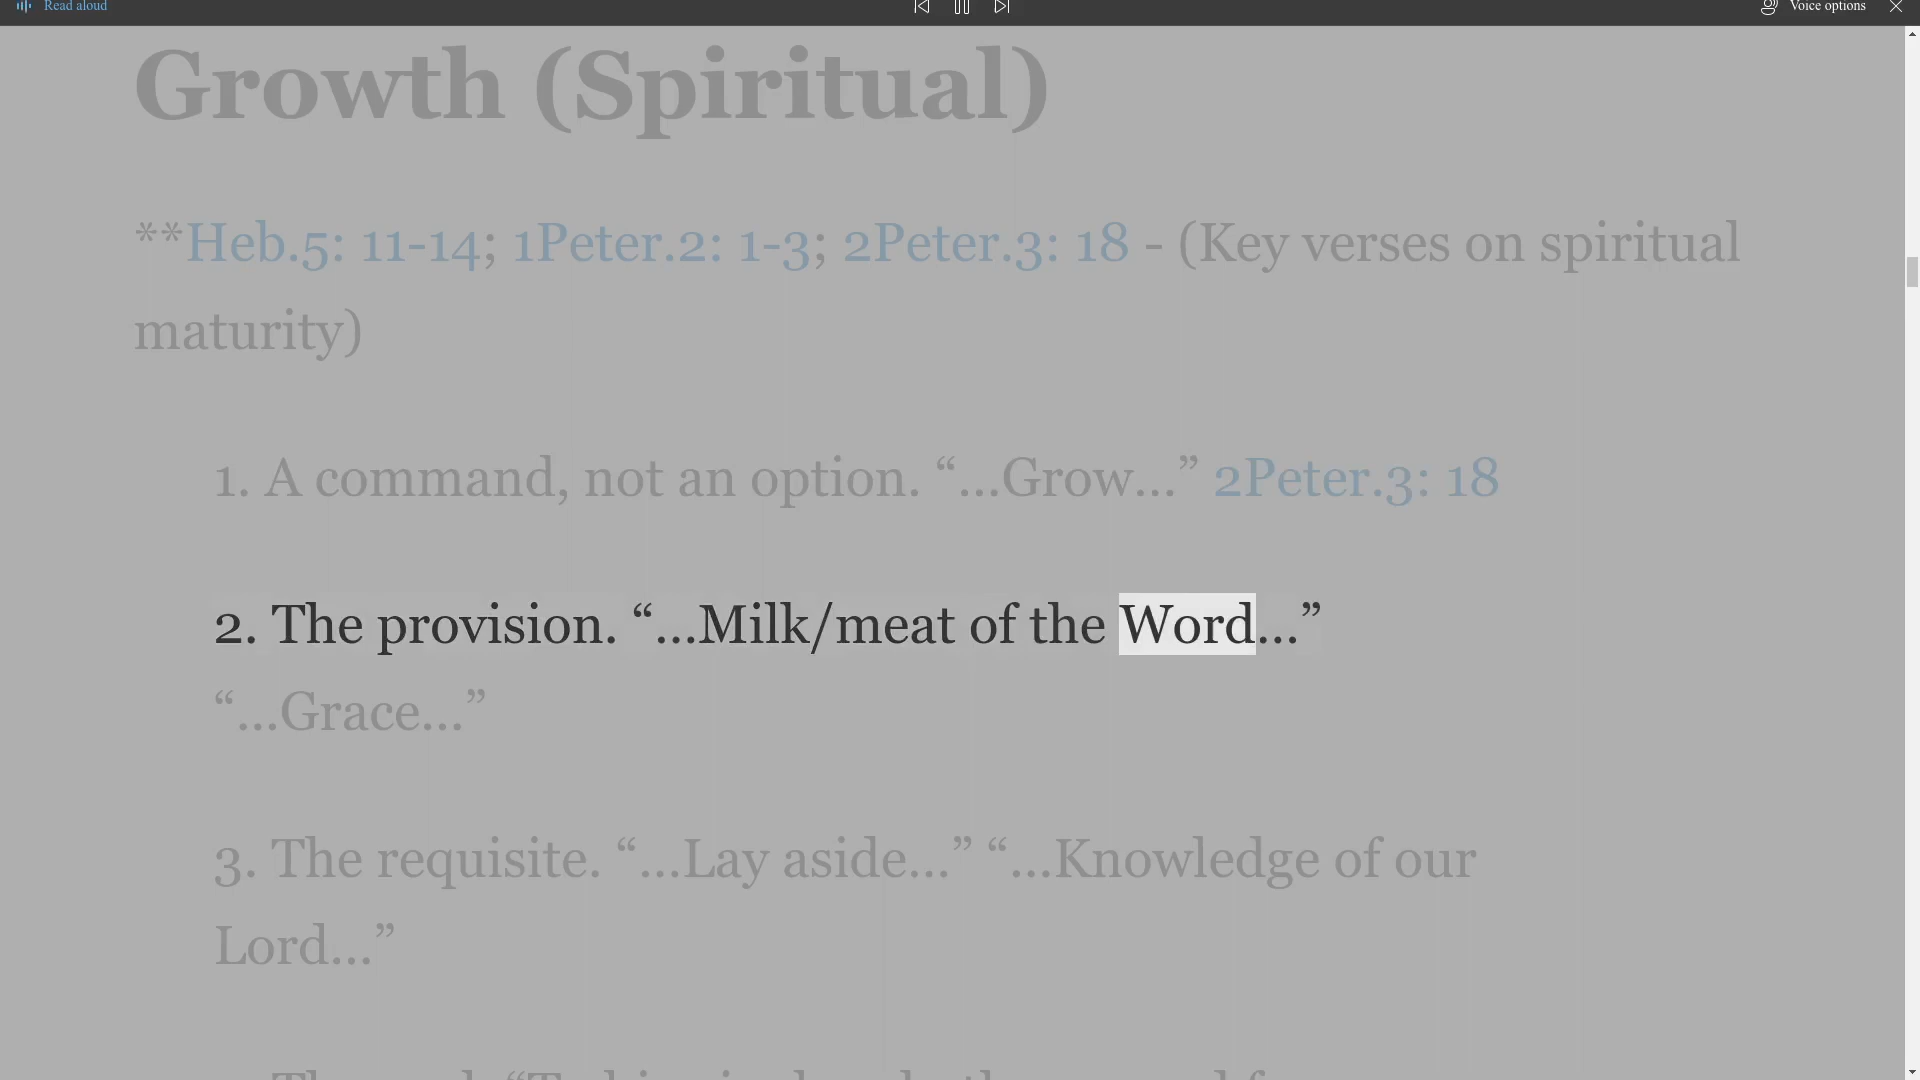 Read aloud
Voice options
Growth (Spiritual)
**Heb.5: 11-14; 1Peter.2: 1-3; 2Peter.3: 18 - (Key verses on spiritual
maturity)
1. A command, not an option. “...Grow...” 2Peter.3: 18
2. The provision. “...Milk/meat of the Word...”
“...Grace...”
3. The requisite. “...Lay aside...” “...Knowledge of our
Lord...”